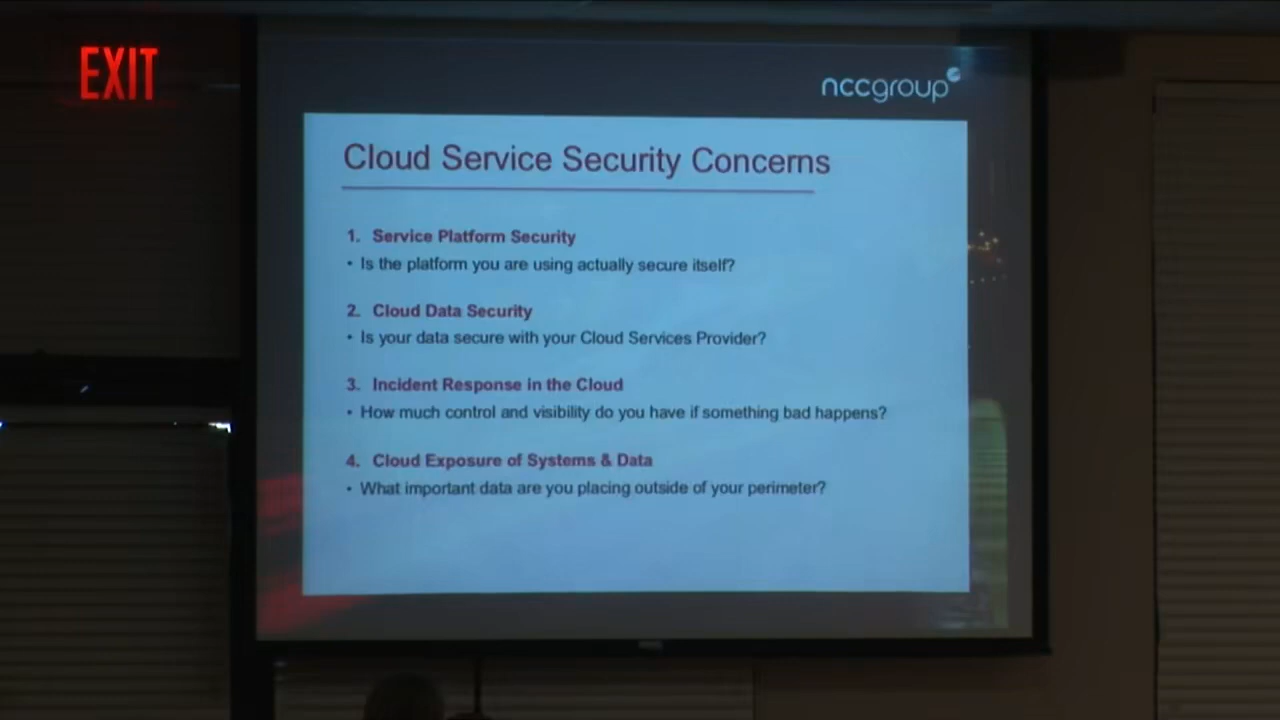 EXIT
nccgroup
Cloud Service Security Concerns
1. Service Platform Security
• Is the platform you are using actually secure itself?
2. Cloud Data Security
• Is your data secure with your Cloud Services Provider?
3. Incident Response in the Cloud
• How much control and visibility do you have if something bad happens?
4. Cloud Exposure of Systems & Data
• What important data are you placing outside of your perimeter?